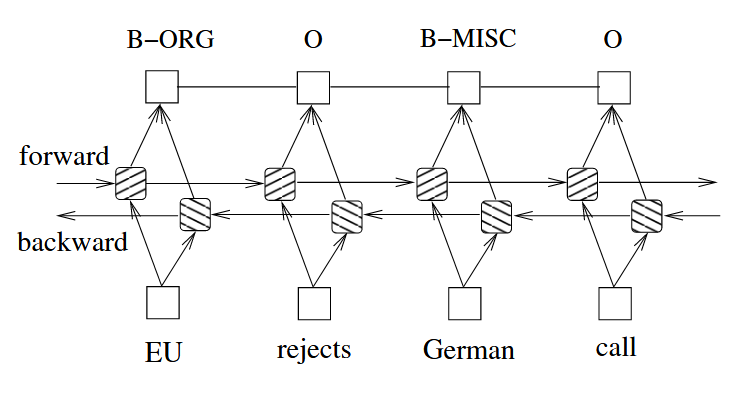 B−ORG O B−MISC O
forward
backward
EU rejects German call